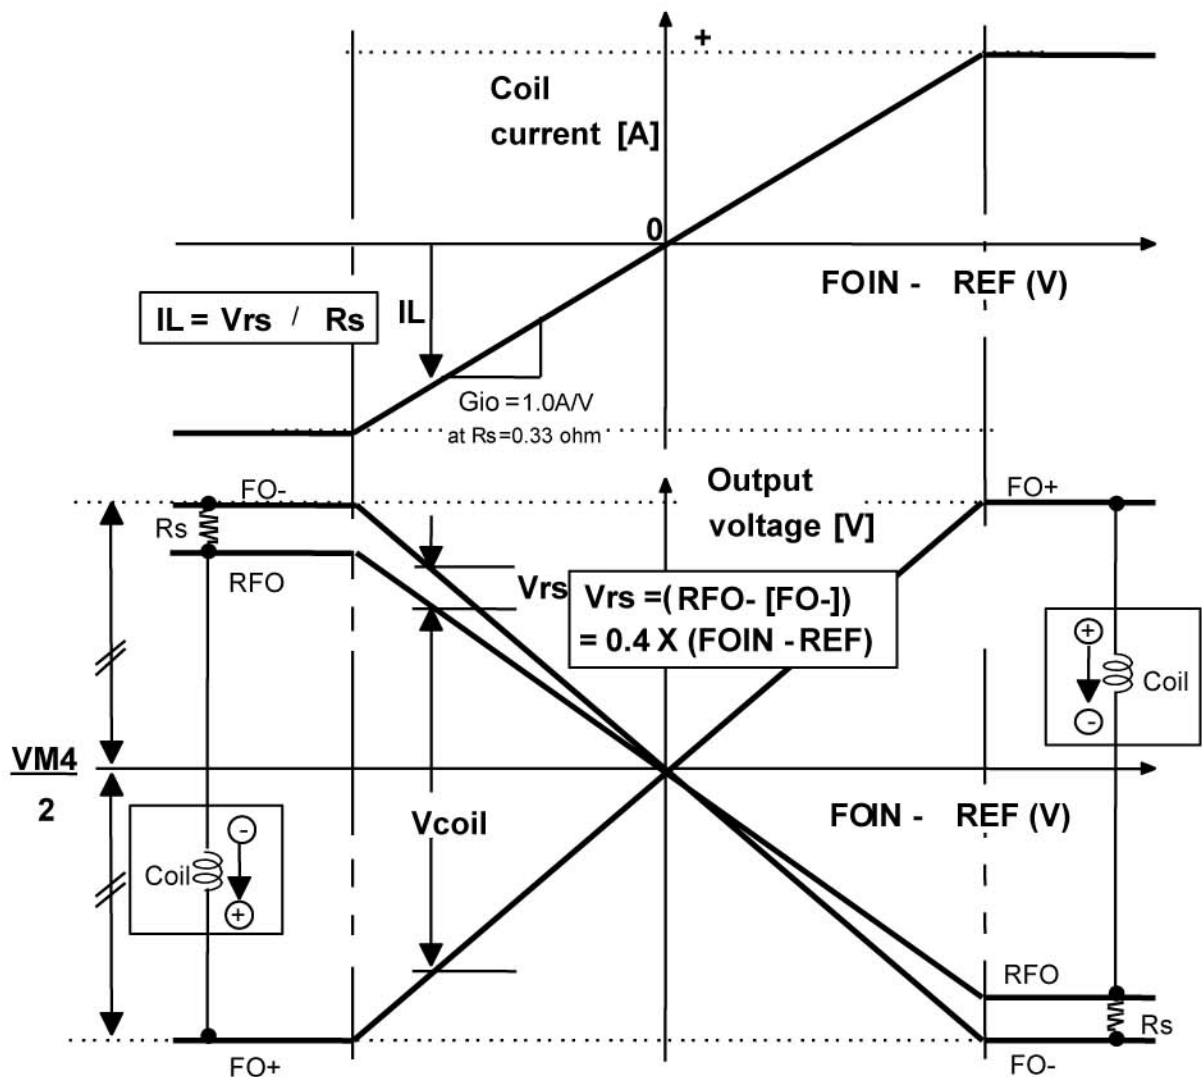 +
Coil
current [A]
0
FOIN - REF (V)
IL = Vrs / Rs
IL
Gio = 1.0A/V
at Rs=0.33 ohm
Output
voltage [V]
FO-
FO+
Rs
RFO
Vrs
Vrs =(RFO- [FO-])
= 0.4 X (FOIN - REF)
+
-
Coil
VM4
2
FOIN - REF (V)
Vcoil
-
Coil
+
RFO
Rs
FO+
FO-